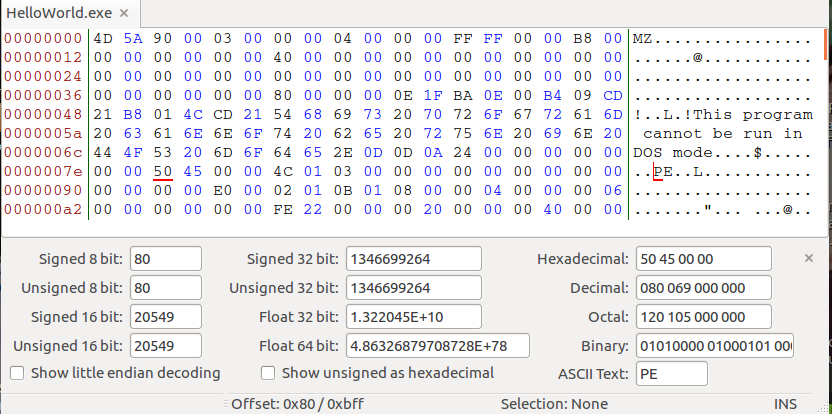 HelloWorld.exe ×
00000000 4D 5A 90 00 03 00 00 00 04 00 00 00 FF FF 00 00 B8 00 MZ................
00000012 00 00 00 00 00 00 40 00 00 00 00 00 00 00 00 00 00 00 ......@...........
00000024 00 00 00 00 00 00 00 00 00 00 00 00 00 00 00 00 00 00 ..................
00000036 00 00 00 00 00 00 80 00 00 00 0E 1F BA 0E 00 B4 09 CD ..................
00000048 21 B8 01 4C CD 21 54 68 69 73 20 70 72 6F 67 72 61 6D !..L.!This program
0000005a 20 63 61 6E 6E 6F 74 20 62 65 20 72 75 6E 20 69 6E 20  cannot be run in
0000006c 44 4F 53 20 6D 6F 64 65 2E 0D 0D 0A 24 00 00 00 00 00 DOS mode....$.....
0000007e 00 00 50 45 00 00 4C 01 03 00 00 00 00 00 00 00 00 00 ..PE..L...........
00000090 00 00 00 00 E0 00 02 01 0B 01 08 00 00 04 00 00 00 06 ..................
000000a2 00 00 00 00 00 00 FE 22 00 00 00 20 00 00 00 40 00 00 ......."... ...@..
Signed 8 bit: 80 Signed 32 bit: 1346699264 Hexadecimal: 50 45 00 00 ×
Unsigned 8 bit: 80 Unsigned 32 bit: 1346699264 Decimal: 080 069 000 000
Signed 16 bit: 20549 Float 32 bit: 1.322045E+10 Octal: 120 105 000 000
Unsigned 16 bit: 20549 Float 64 bit: 4.86326879708728E+78 Binary: 01010000 01000101 00
Show little endian decoding Show unsigned as hexadecimal ASCII Text: PE
Offset: 0x80 / 0xbff Selection: None INS